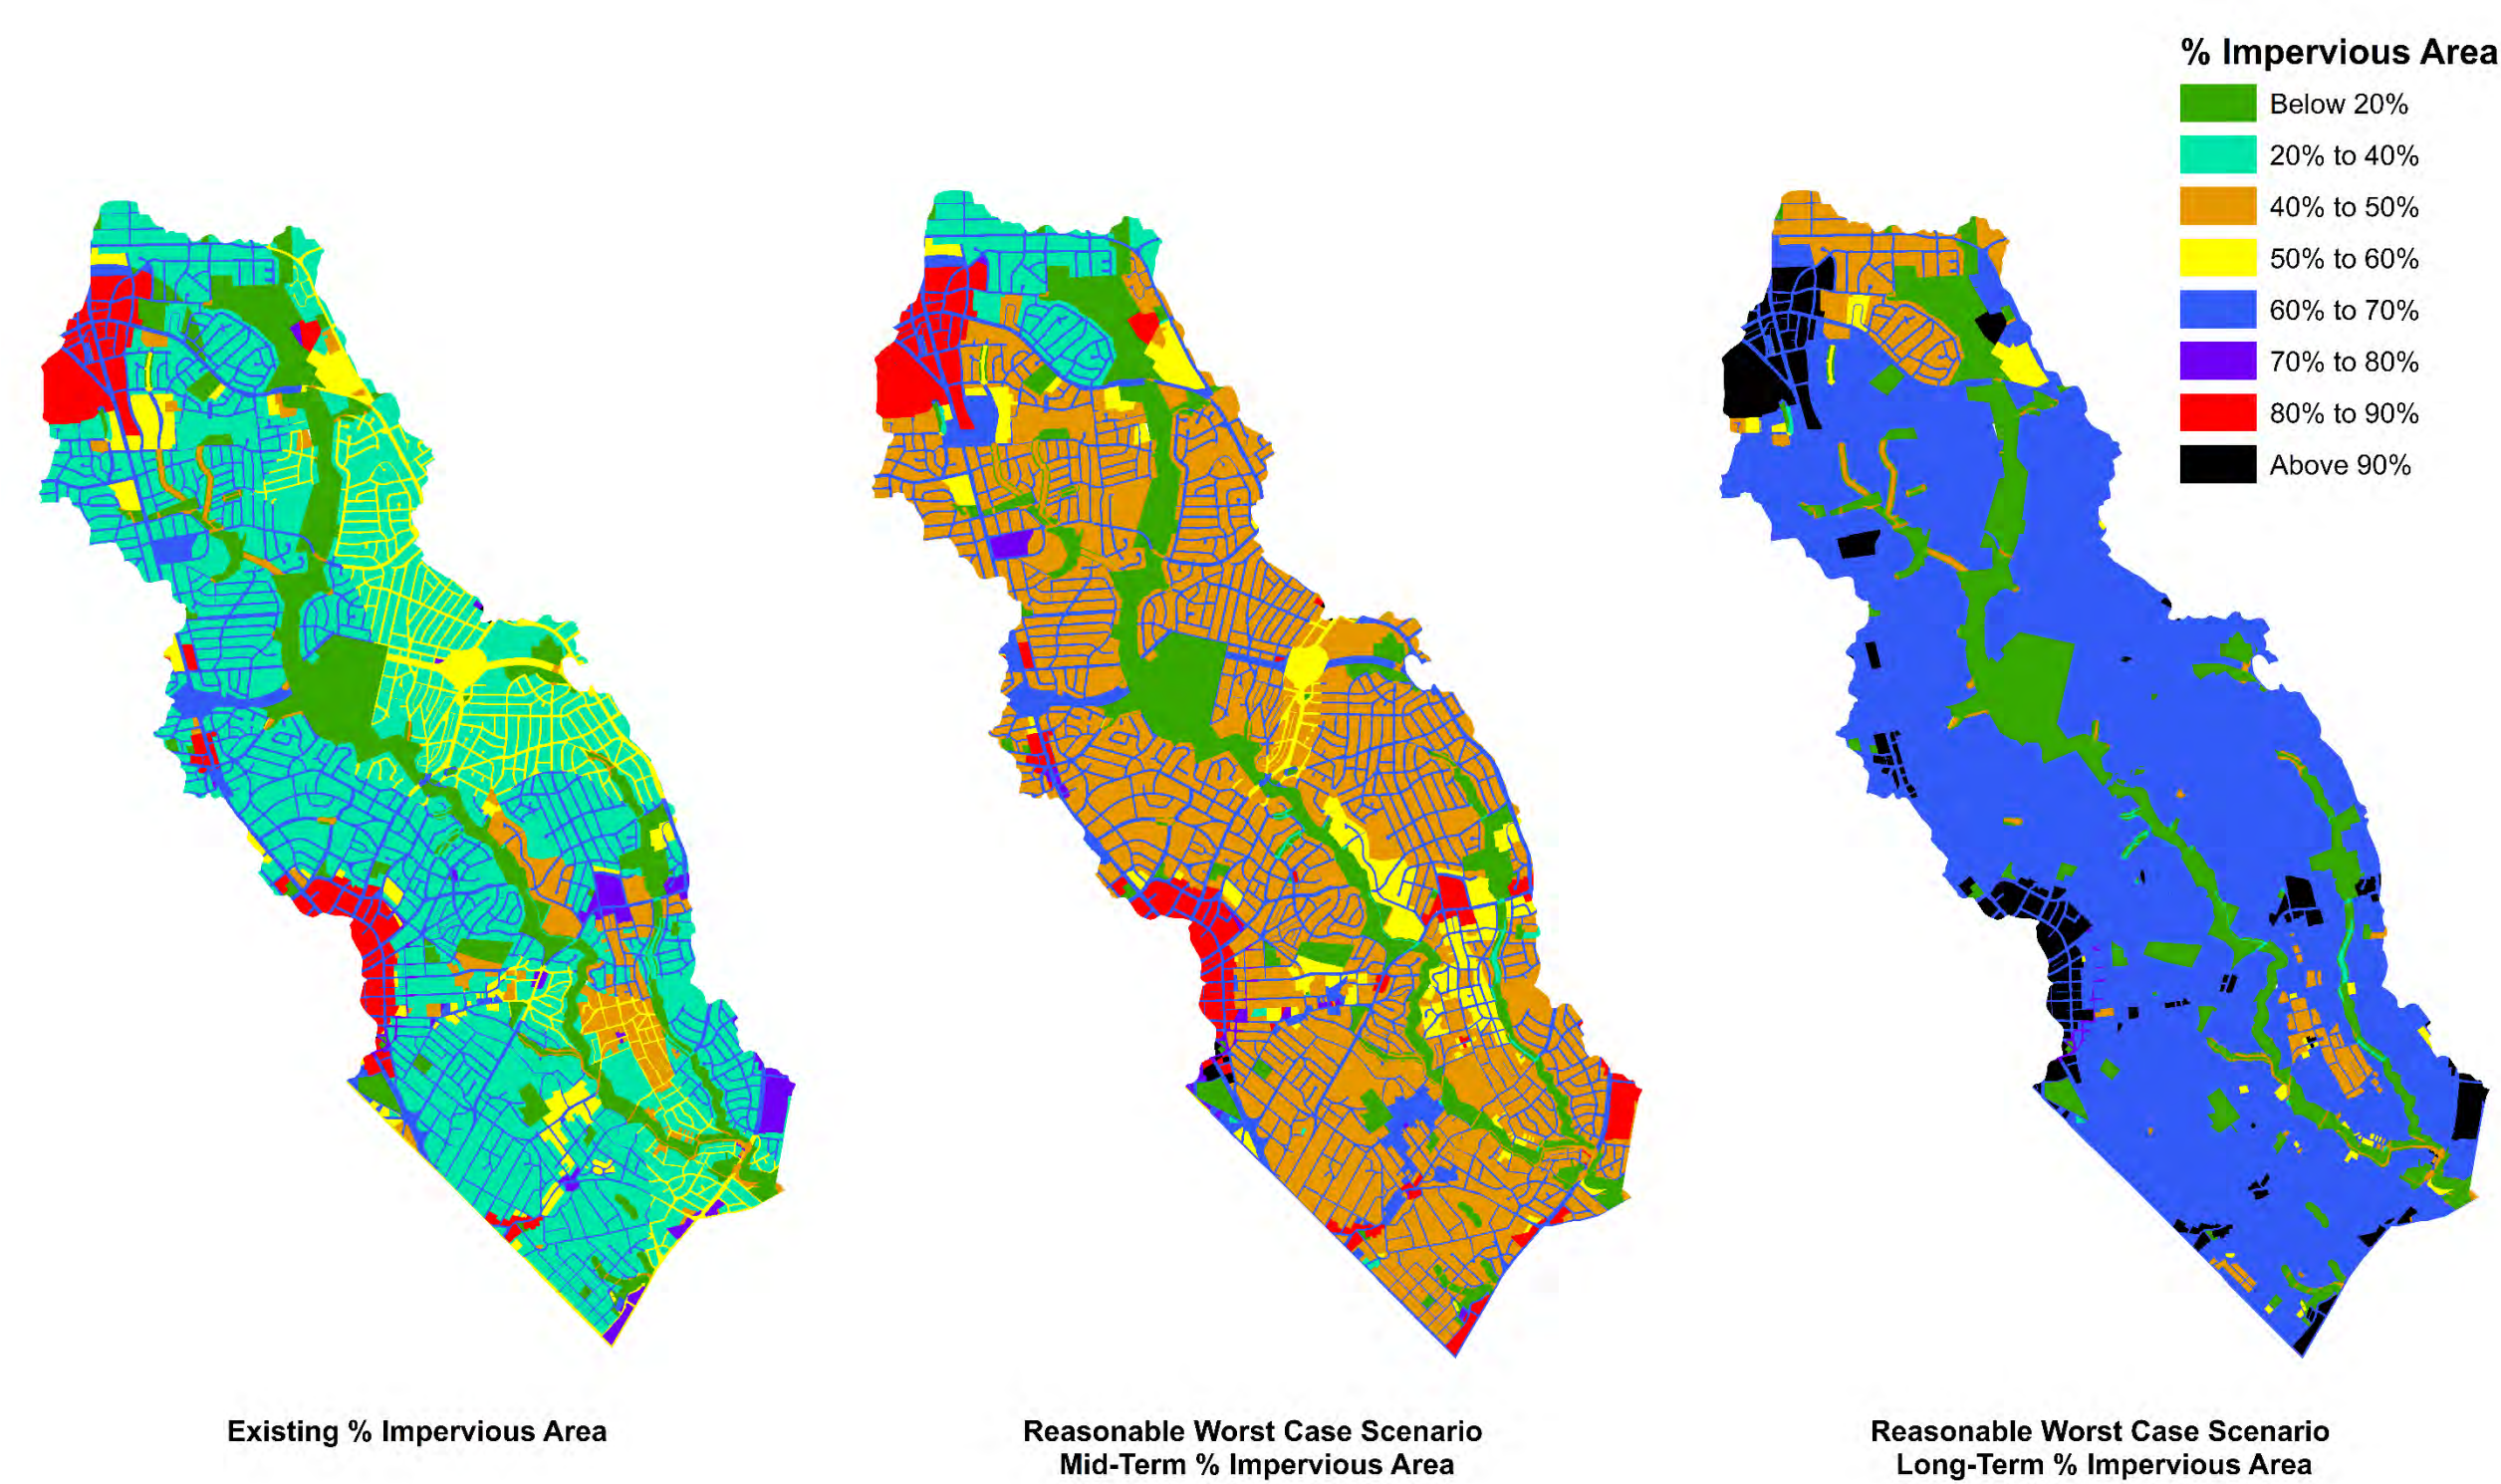 % Impervious Area
Below 20%
20% to 40%
40% to 50%
50% to 60%
60% to 70%
70% to 80%
80% to 90%
Above 90%
Existing % Impervious Area
Reasonable Worst Case Scenario
Mid-Term % Impervious Area
Reasonable Worst Case Scenario
Long-Term % Impervious Area